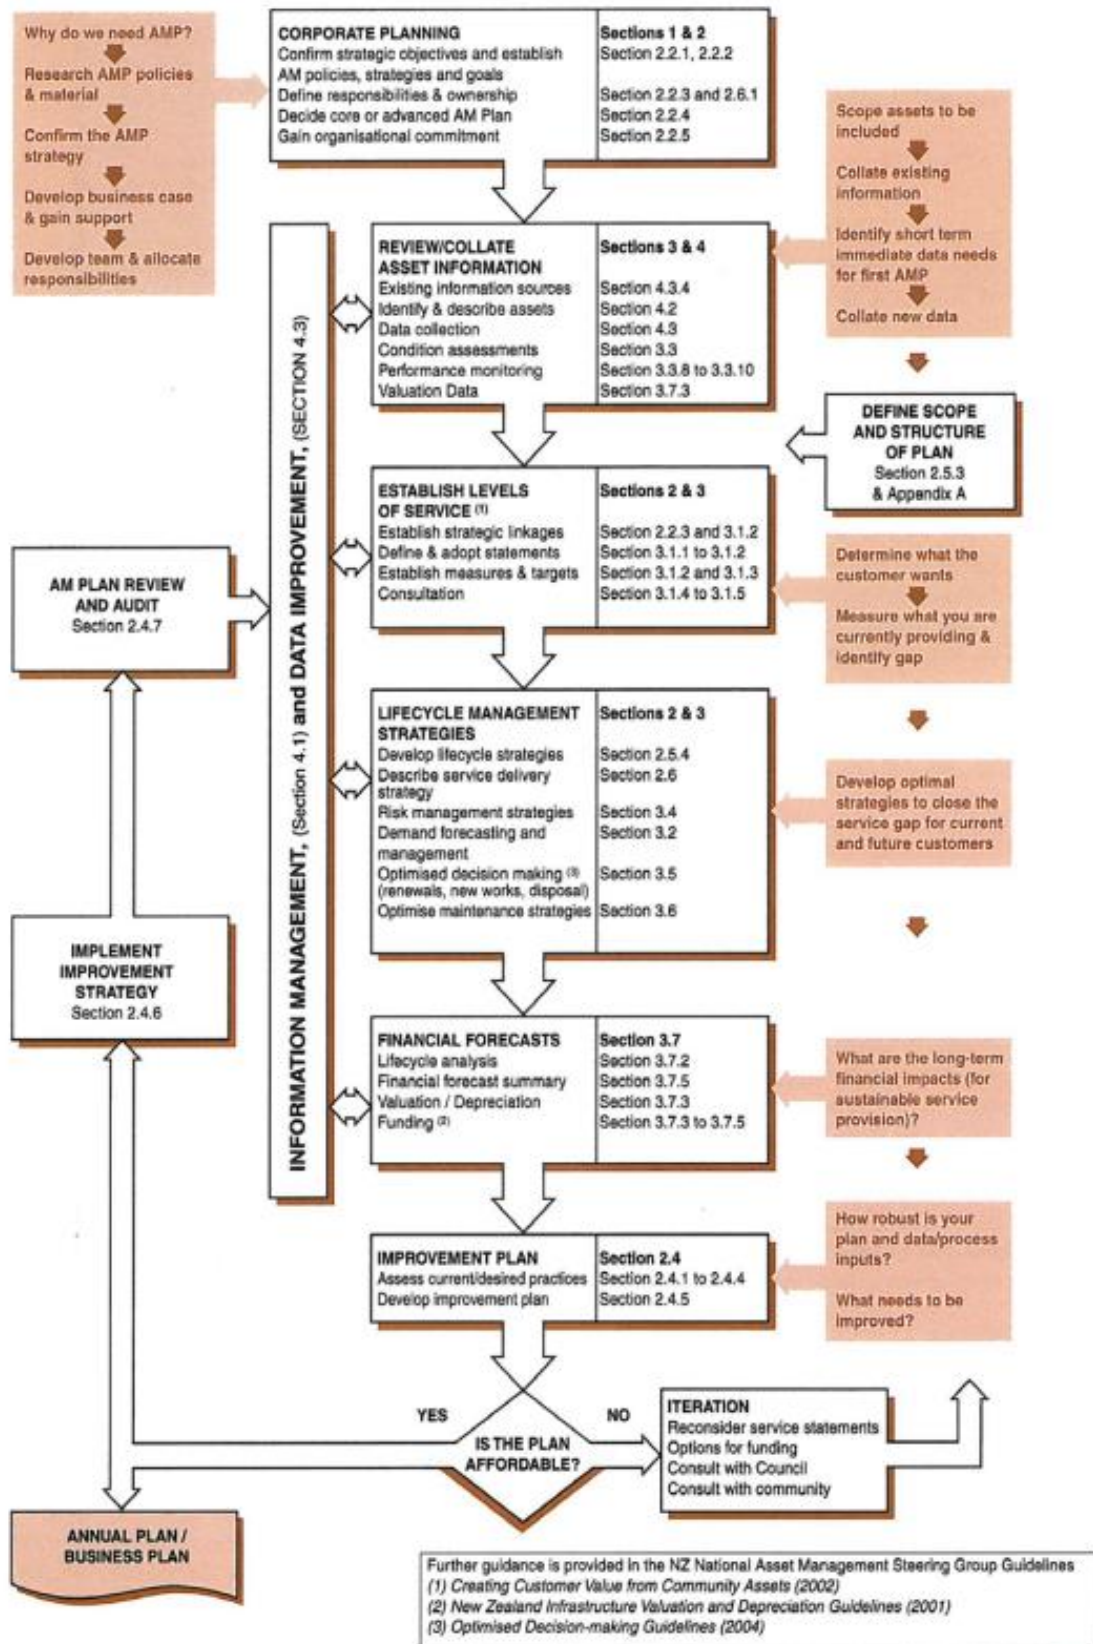 Why do we need AMP?
Research AMP policies
& material
Confirm the AMP
strategy
Develop business case
& gain support
Develop team & allocate
responsibilities
CORPORATE PLANNING Sections 1 & 2
Confirm strategic objectives and establish Section 2.2.1, 2.2.2
AM policies, strategies and goals
Define responsibilities & ownership Section 2.2.3 and 2.6.1
Decide core or advanced AM Plan Section 2.2.4
Gain organisational commitment Section 2.2.5
Scope assets to be
included
Collate existing
information
Identify short term
immediate data needs
for first AMP
Collate new data
REVIEW/COLLATE Sections 3 & 4
ASSET INFORMATION
Existing information sources Section 4.3.4
Identify & describe assets Section 4.2
Data collection Section 4.3
Condition assessments Section 3.3
Performance monitoring Section 3.3.8 to 3.3.10
Valuation Data Section 3.7.3
INFORMATION MANAGEMENT, (Section 4.1) and DATA IMPROVEMENT, (SECTION 4.3)
DEFINE SCOPE
AND STRUCTURE
OF PLAN
Section 2.5.3
& Appendix A
ESTABLISH LEVELS Sections 2 & 3
OF SERVICE (1)
Establish strategic linkages Section 2.2.3 and 3.1.2
Define & adopt statements Section 3.1.1 to 3.1.2
Establish measures & targets Section 3.1.2 and 3.1.3
Consultation Section 3.1.4 to 3.1.5
Determine what the
customer wants
Measure what you are
currently providing &
identify gap
AM PLAN REVIEW
AND AUDIT
Section 2.4.7
LIFECYCLE MANAGEMENT Sections 2 & 3
STRATEGIES
Develop lifecycle strategies Section 2.5.4
Describe service delivery Section 2.6
strategy
Risk management strategies Section 3.4
Demand forecasting and Section 3.2
management
Optimised decision making (3) Section 3.5
(renewals, new works, disposal)
Optimise maintenance strategies Section 3.6
Develop optimal
strategies to close the
service gap for current
and future customers
IMPLEMENT
IMPROVEMENT
STRATEGY
Section 2.4.6
FINANCIAL FORECASTS Section 3.7
Lifecycle analysis Section 3.7.2
Financial forecast summary Section 3.7.5
Valuation / Depreciation Section 3.7.3
Funding (2) Section 3.7.3 to 3.7.5
What are the long-term
financial impacts (for
sustainable service
provision)?
IMPROVEMENT PLAN Section 2.4
Assess current/desired practices Section 2.4.1 to 2.4.4
Develop improvement plan Section 2.4.5
How robust is your
plan and data/process
inputs?
What needs to be
improved?
YES
NO
IS THE PLAN
AFFORDABLE?
ITERATION
Reconsider service statements
Options for funding
Consult with Council
Consult with community
ANNUAL PLAN /
BUSINESS PLAN
Further guidance is provided in the NZ National Asset Management Steering Group Guidelines
(1) Creating Customer Value from Community Assets (2002)
(2) New Zealand Infrastructure Valuation and Depreciation Guidelines (2001)
(3) Optimised Decision-making Guidelines (2004)